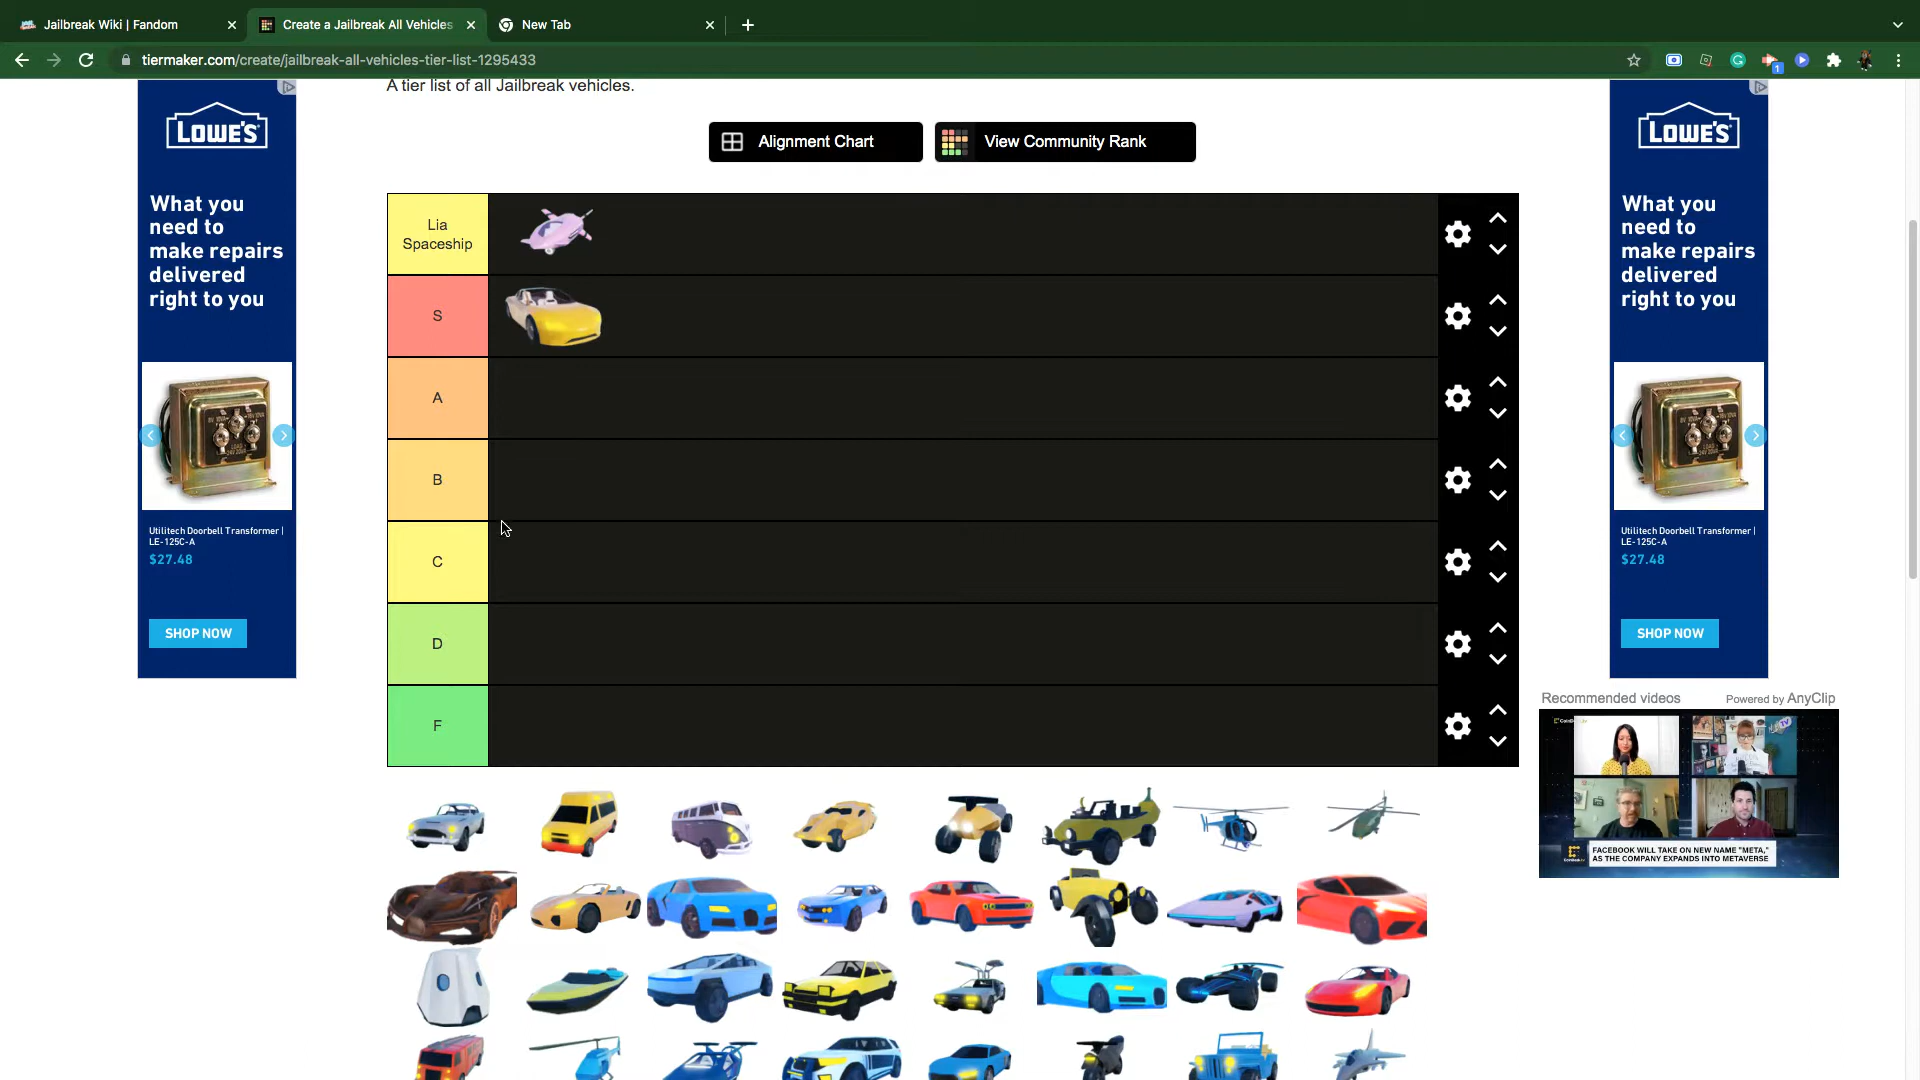 Jailbreak Wiki | Fandom
Create a Jailbreak All Vehicles
New Tab
tiermaker.com/create/jailbreak-all-vehicles-tier-list-1295433
1
A tier list of all Jailbreak vehicles.
Alignment Chart
View Community Rank
LOWE'S
What you
need to
make repairs
delivered
right to you
Utilitech Doorbell Transformer |
LE-125C-A
$27.48
SHOP NOW
Lia
Spaceship
S
A
B
C
D
F
LOWE'S
What you
need to
make repairs
delivered
right to you
Utilitech Doorbell Transformer |
LE-125C-A
$27.48
SHOP NOW
Recommended videos
Powered by AnyClip
FACEBOOK WILL TAKE ON NEW NAME "META,"
AS THE COMPANY EXPANDS INTO METAVERSE